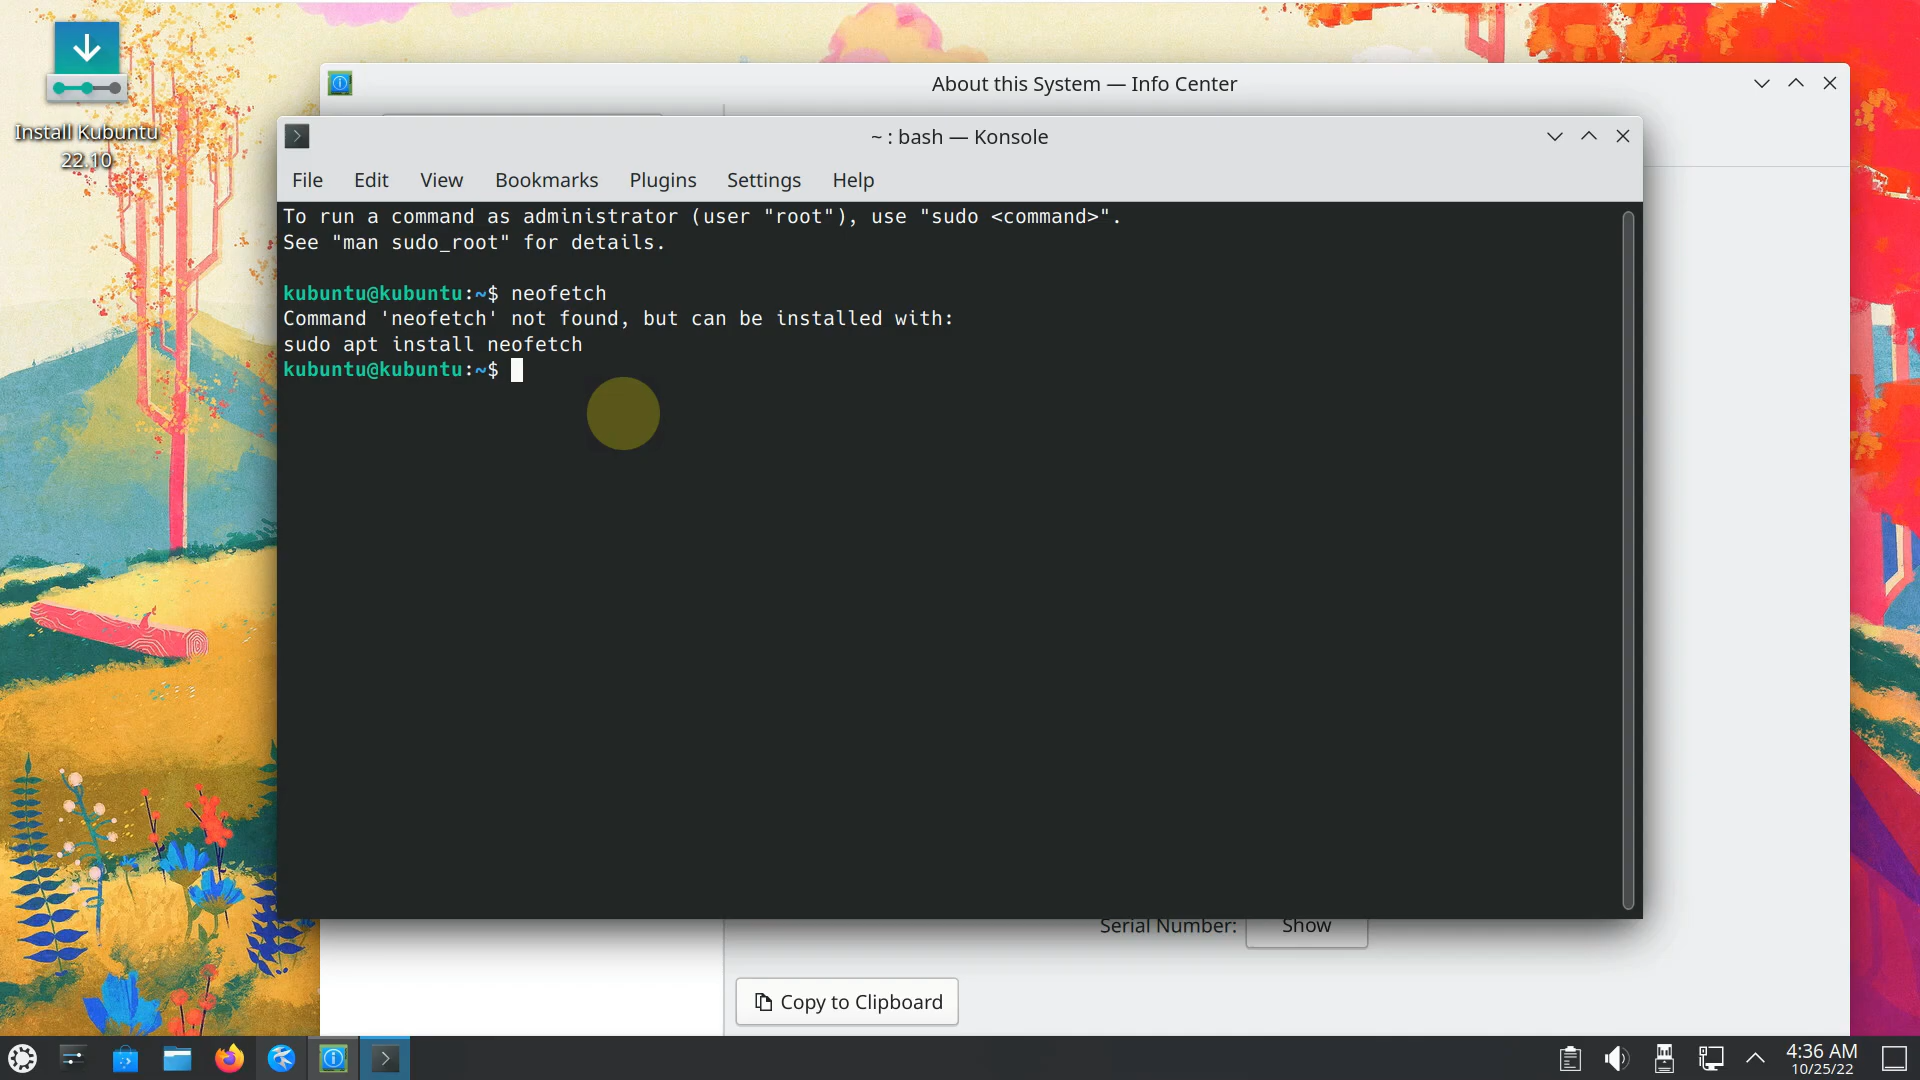 Install Kubuntu
22.10
About this System — Info Center
~ : bash — Konsole
File Edit View Bookmarks Plugins Settings Help
To run a command as administrator (user "root"), use "sudo <command>".
See "man sudo_root" for details.
kubuntu@kubuntu:~$ neofetch
Command 'neofetch' not found, but can be installed with:
sudo apt install neofetch
kubuntu@kubuntu:~$
Serial Number: Show
Copy to Clipboard
4:36 AM
10/25/22